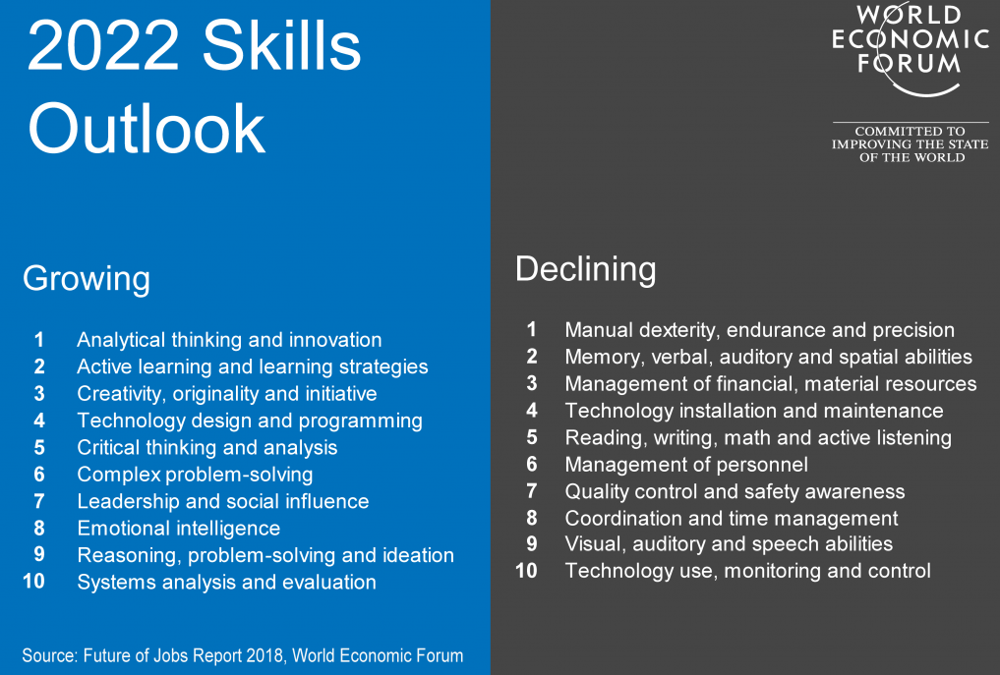 2022 Skills
Outlook
WORLD
ECONOMIC
FORUM
COMMITTED TO
IMPROVING THE STATE
OF THE WORLD
Growing
1 Analytical thinking and innovation
2 Active learning and learning strategies
3 Creativity, originality and initiative
4 Technology design and programming
5 Critical thinking and analysis
6 Complex problem-solving
7 Leadership and social influence
8 Emotional intelligence
9 Reasoning, problem-solving and ideation
10 Systems analysis and evaluation
Source: Future of Jobs Report 2018, World Economic Forum
Declining
1 Manual dexterity, endurance and precision
2 Memory, verbal, auditory and spatial abilities
3 Management of financial, material resources
4 Technology installation and maintenance
5 Reading, writing, math and active listening
6 Management of personnel
7 Quality control and safety awareness
8 Coordination and time management
9 Visual, auditory and speech abilities
10 Technology use, monitoring and control